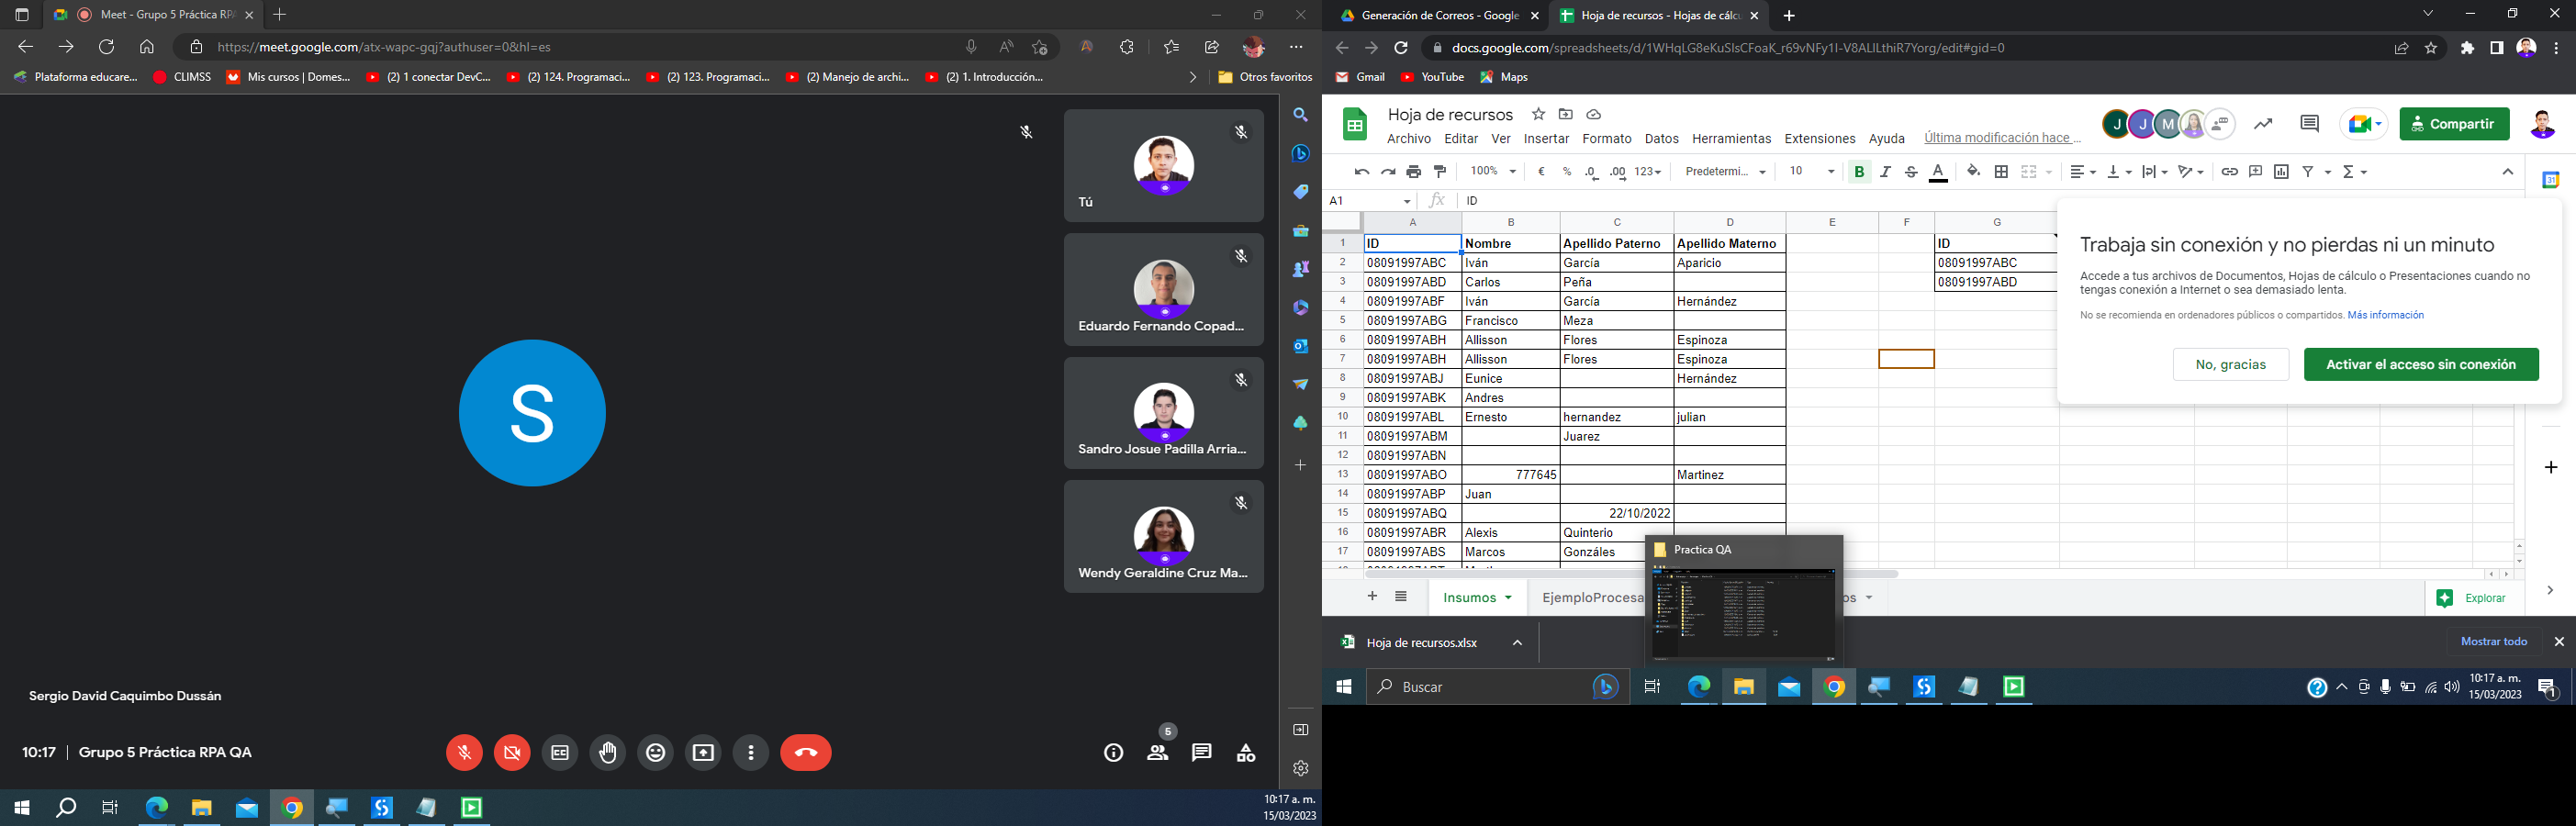 Meet - Grupo 5 Práctica RPA
https://meet.google.com/atx-wapc-gqj?authuser=0&hl=es
Plataforma educare...
CLIMSS
Mis cursos | Domes...
(2) 1 conectar DevC...
(2) 124. Programaci...
(2) 123. Programaci...
(2) Manejo de archi...
(2) 1. Introducción...
Otros favoritos
Tú
Eduardo Fernando Copad...
Sandro Josue Padilla Arria...
Wendy Geraldine Cruz Ma...
S
Sergio David Caquimbo Dussán
10:17 | Grupo 5 Práctica RPA QA
5
10:17 a. m.
15/03/2023
Generación de Correos - Google
Hoja de recursos - Hojas de cálcu
docs.google.com/spreadsheets/d/1WHqLG8eKuSIsCFoaK_r69vNFy1I-V8ALILthiR7Yorg/edit#gid=0
Gmail
YouTube
Maps
Hoja de recursos
Archivo Editar Ver Insertar Formato Datos Herramientas Extensiones Ayuda Última modificación hace ...
J J M
Compartir
100% € % .0 .00 123 Predetermi... 10 B I S A
A1 ID
A B C D E F G
1 ID Nombre Apellido Paterno Apellido Materno ID
2 08091997ABC Iván García Aparicio 08091997ABC
3 08091997ABD Carlos Peña 08091997ABD
4 08091997ABF Iván García Hernández
5 08091997ABG Francisco Meza
6 08091997ABH Allisson Flores Espinoza
7 08091997ABH Allisson Flores Espinoza
8 08091997ABJ Eunice Hernández
9 08091997ABK Andres
10 08091997ABL Ernesto hernandez julian
11 08091997ABM Juarez
12 08091997ABN
13 08091997ABO 777645 Martinez
14 08091997ABP Juan
15 08091997ABQ 22/10/2022
16 08091997ABR Alexis Quinterio
17 08091997ABS Marcos Gonzáles
Trabaja sin conexión y no pierdas ni un minuto
Accede a tus archivos de Documentos, Hojas de cálculo o Presentaciones cuando no
tengas conexión a Internet o sea demasiado lenta.
No se recomienda en ordenadores públicos o compartidos. Más información
No, gracias
Activar el acceso sin conexión
31
Practica QA
Insumos
EjemploProcesa
os
Explorar
Hoja de recursos.xlsx
Mostrar todo
Buscar
10:17 a. m.
15/03/2023
1